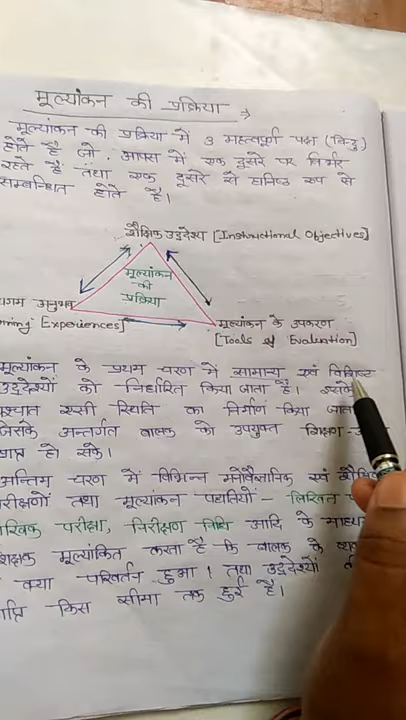 मूल्यांकन की प्रक्रिया →
मूल्यांकन की प्रक्रिया में 3 महत्वपूर्ण पक्ष (बिन्दु)
होते है जो आपस में एक दुसरे पर निर्भर
रहते हैं तथा एक दूसरे से घनिष्ठ रूप से
सम्बन्धित होते है।
शैक्षिक उद्देश्य [Instructional Objectives]
मूल्यांकन
की
प्रक्रिया
अनुभव
Experiences]
मूल्यांकन के उपकरण
[Tools of Evaluation]
मूल्यांकन के प्रथम चरण में सामान्य एवं विशिष्ट
उद्देश्यों को निर्धारित किया जाता है।
ऐसी स्थिति का निर्माण किया जाता
जिसके अन्तर्गत बालक को उपयुक्त
हो सके।
अन्तिम चरण में विभिन्न मनोवैज्ञानिक एवं
तथा मूल्यांकन पद्धतियों - लिखित
परीक्षा, निरीक्षण विधि आदि के
मूल्यांकित करता है कि बालक के
क्या परिवर्तन हुआ। तथा उद्देश्यों
किस सीमा तक हुई है।